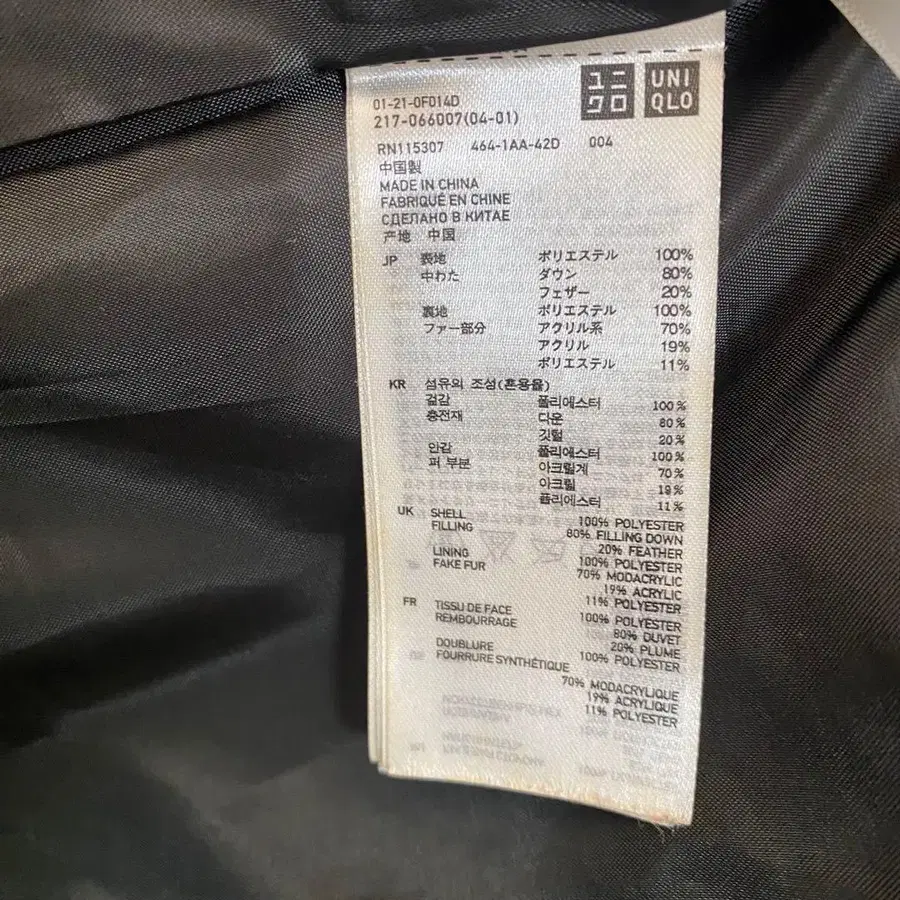 ユニ
クロ
UNI
QLO
01-21-0F014D
217-066007(04-01)
RN115307 464-1AA-42D 004
中国製
MADE IN CHINA
FABRIQUÉ EN CHINE
СДЕЛАНО В КИТАЕ
产地 中国
JP 表地 ポリエステル 100%
中わた ダウン 80%
フェザー 20%
裏地 ポリエステル 100%
ファー部分 アクリル系 70%
アクリル 19%
ポリエステル 11%
KR 섬유의 조성(혼용율)
겉감 폴리에스터 100%
충전재 다운 80%
깃털 20%
안감 폴리에스터 100%
퍼 부분 아크릴계 70%
아크릴 19%
폴리에스터 11%
UK SHELL 100% POLYESTER
FILLING 80% FILLING DOWN
20% FEATHER
LINING 100% POLYESTER
FAKE FUR 70% MODACRYLIC
19% ACRYLIC
11% POLYESTER
FR TISSU DE FACE 100% POLYESTER
REMBOURRAGE 80% DUVET
20% PLUME
DOUBLURE 100% POLYESTER
FOURRURE SYNTHÉTIQUE
70% MODACRYLIQUE
19% ACRYLIQUE
11% POLYESTER